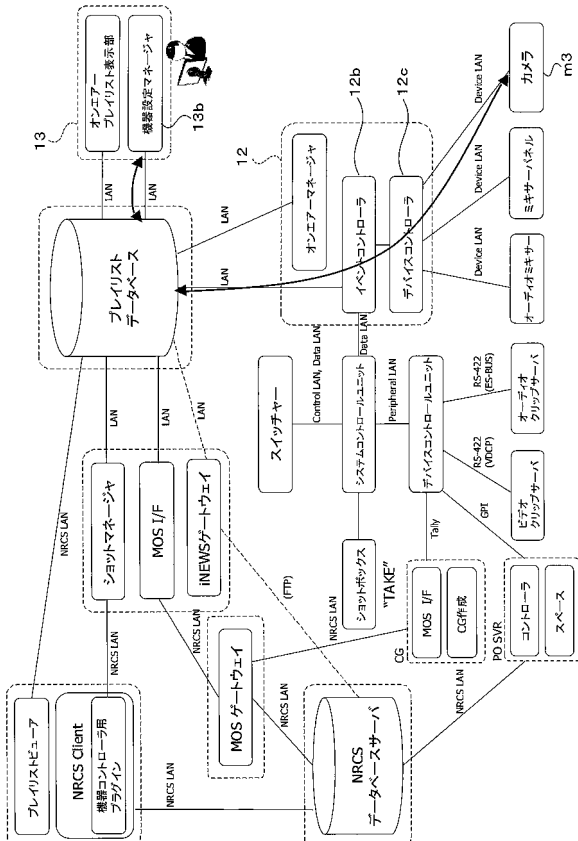 プレイリストビューア
NRCS Client
機器コントローラ用
プラグイン
NRCS LAN
NRCS LAN
NRCS LAN
ショットマネージャ
MOS I/F
iNEWSゲートウェイ
LAN
LAN
LAN
プレイリスト
データベース
LAN
LAN
13
オンエアー
プレイリスト表示部
機器設定マネージャ
13b
LAN
LAN
NRCS LAN
MOS ゲートウェイ
NRCS LAN
(FTP)
NRCS
データベースサーバ
NRCS LAN
NRCS LAN
ショットボックス
"TAKE"
CG
MOS I/F
CG作成
PO SVR
コントローラ
スペース
スイッチャー
Control LAN, Data LAN
Data LAN
システムコントロールユニット
Peripheral LAN
デバイスコントロールユニット
Tally
GPI
RS-422
(VDCP)
RS-422
(ES-BUS)
ビデオ
クリップサーバ
オーディオ
クリップサーバ
12
オンエアーマネージャ
イベントコントローラ
12b
デバイスコントローラ
12c
Device LAN
Device LAN
Device LAN
オーディオミキサー
ミキサーパネル
カメラ
m3